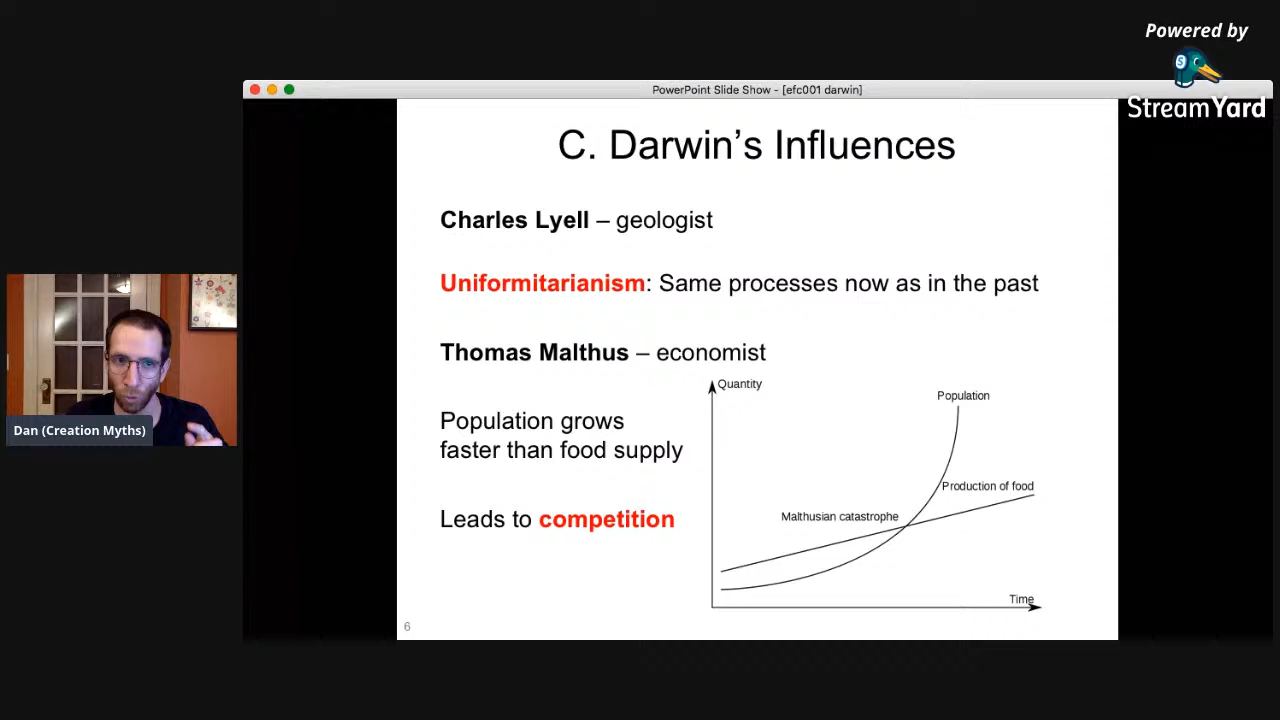 Powered by
StreamYard
PowerPoint Slide Show - [efc001 darwin]
C. Darwin's Influences
Charles Lyell – geologist
Uniformitarianism: Same processes now as in the past
Thomas Malthus – economist
Population grows
faster than food supply
Leads to competition
Quantity
Population
Production of food
Malthusian catastrophe
Time
6
Dan (Creation Myths)